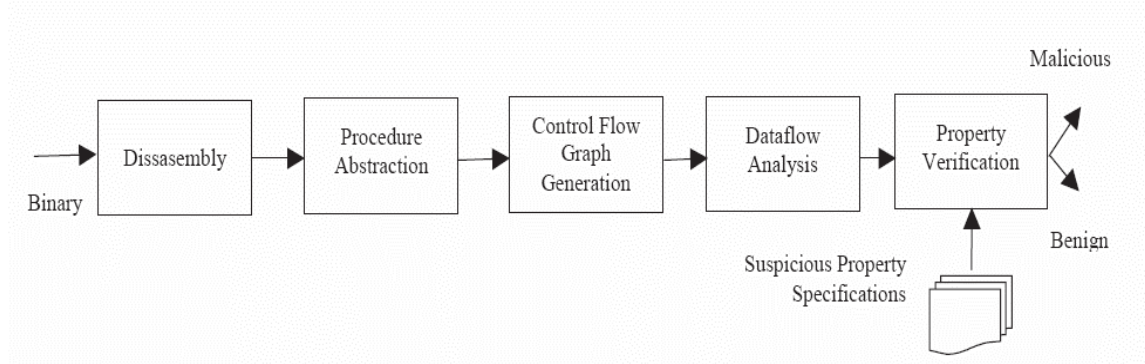 Malicious
Binary
Dissasembly
Procedure
Abstraction
Control Flow
Graph
Generation
Dataflow
Analysis
Property
Verification
Benign
Suspicious Property
Specifications